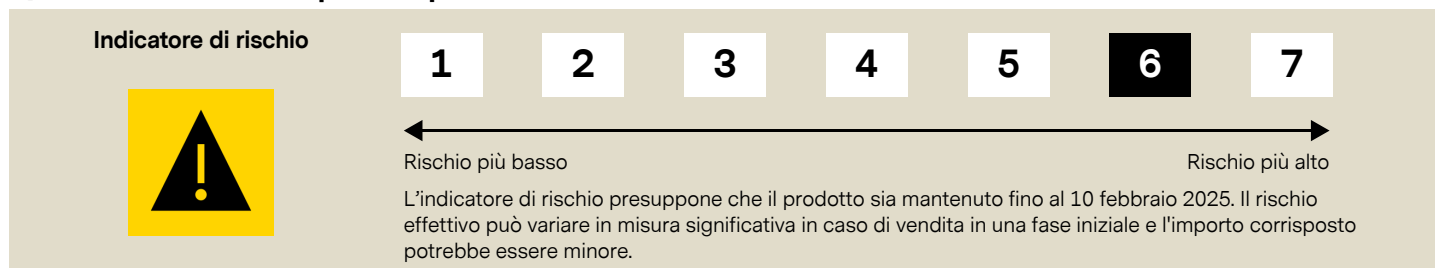 Indicatore di rischio
1 2 3 4 5 6 7
Rischio più basso
Rischio più alto
L'indicatore di rischio presuppone che il prodotto sia mantenuto fino al 10 febbraio 2025. Il rischio
effettivo può variare in misura significativa in caso di vendita in una fase iniziale e l'importo corrisposto
potrebbe essere minore.